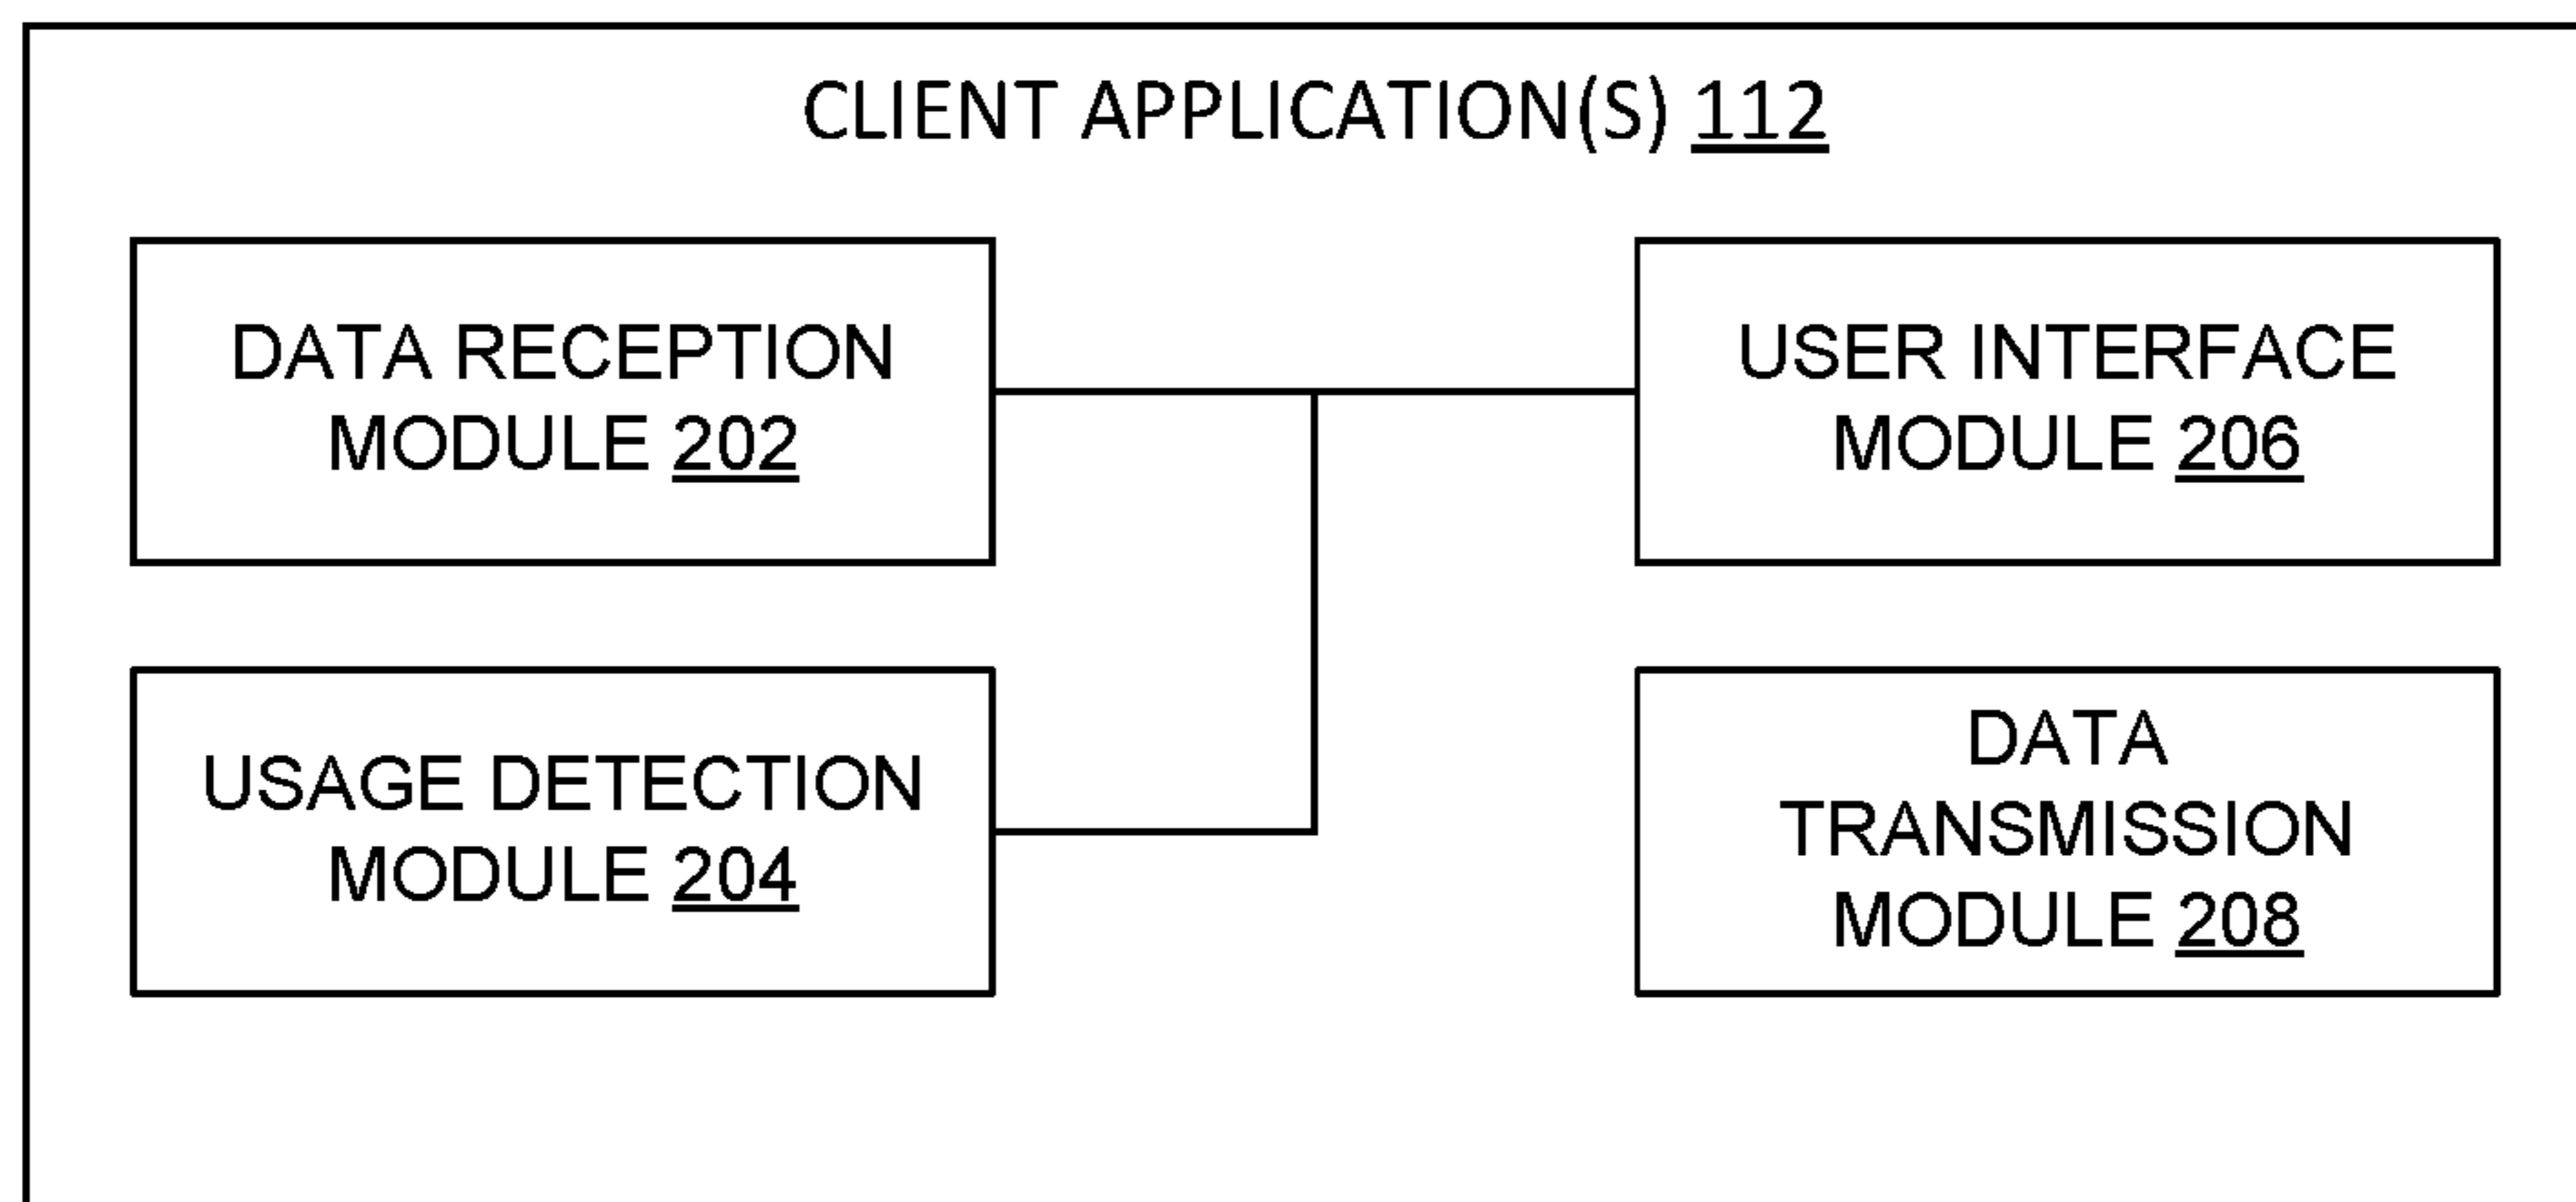 CLIENT APPLICATION(S) 112
DATA RECEPTION
MODULE 202
USER INTERFACE
MODULE 206
USAGE DETECTION
MODULE 204
DATA
TRANSMISSION
MODULE 208